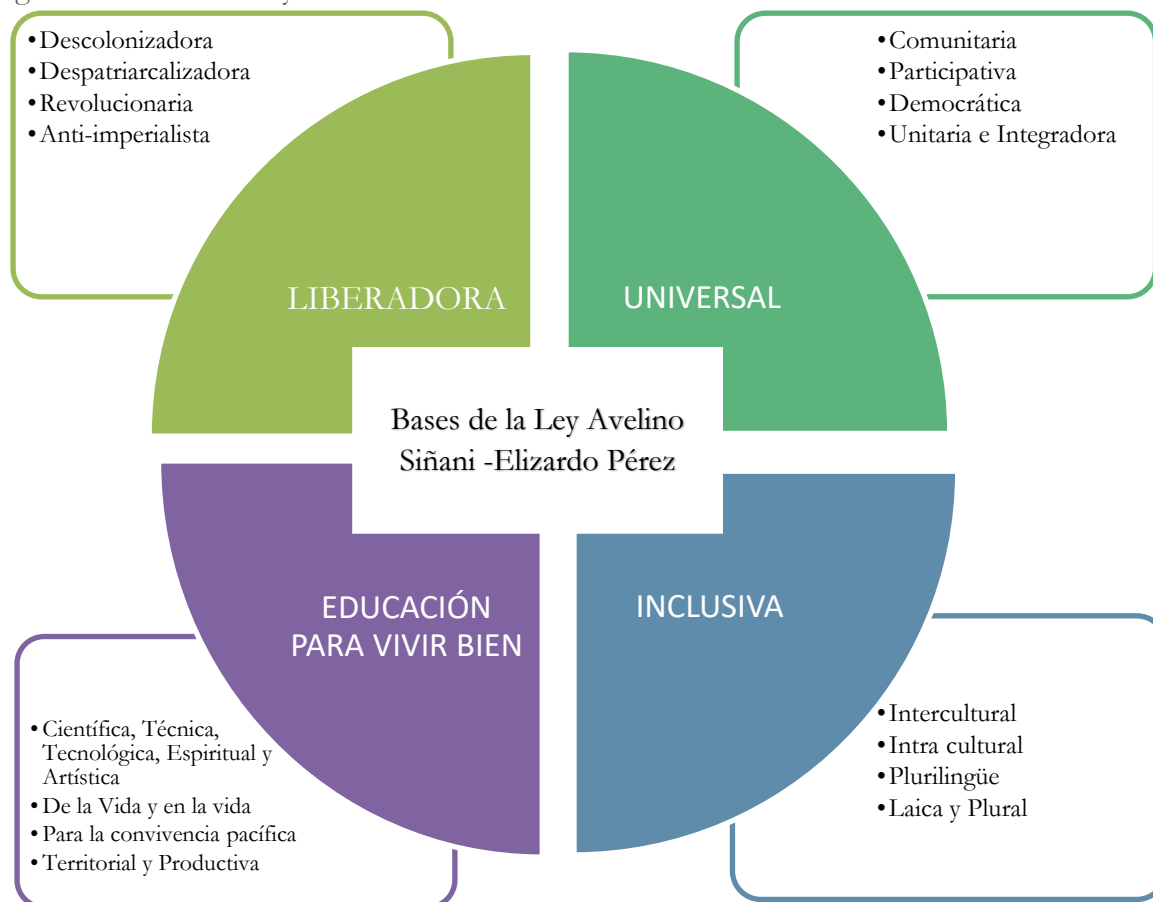 • Descolonizadora
• Despatriarcalizadora
• Revolucionaria
• Anti-imperialista
• Comunitaria
• Participativa
• Democrática
• Unitaria e Integradora
LIBERADORA
UNIVERSAL
Bases de la Ley Avelino
Siñani -Elizardo Pérez
EDUCACIÓN
PARA VIVIR BIEN
INCLUSIVA
• Científica, Técnica,
Tecnológica, Espiritual y
Artística
• De la Vida y en la vida
• Para la convivencia pacífica
• Territorial y Productiva
• Intercultural
• Intra cultural
• Plurilingüe
• Laica y Plural